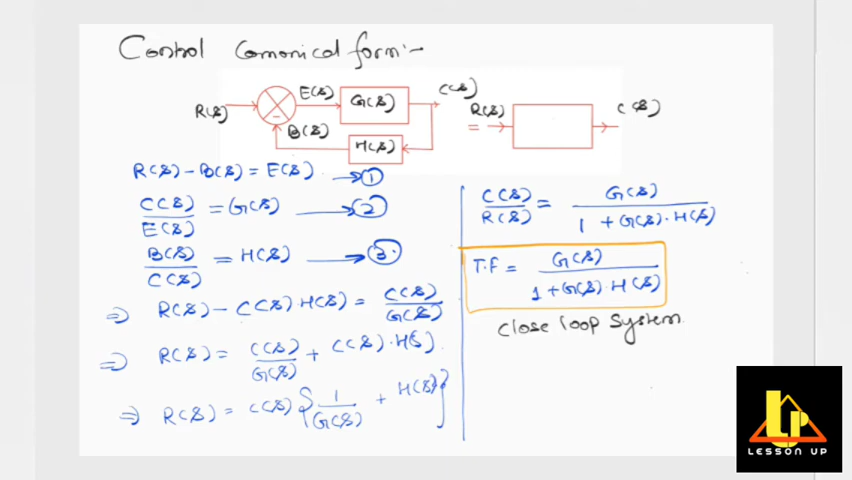 Control Canonical form:-
R(s)
E(s)
G(s)
C(s)
B(s)
H(s)
=
R(s)
C(s)
R(s) - B(s) = E(s) → ①
C(s)/E(s) = G(s) → ②
B(s)/C(s) = H(s) → ③
⇒ R(s) - C(s) H(s) = C(s)/G(s)
⇒ R(s) = C(s)/G(s) + C(s)·H(s)
⇒ R(s) = C(s) { 1/G(s) + H(s) }
C(s)/R(s) = G(s)/1 + G(s)·H(s)
T.F = G(s)/1 + G(s)·H(s)
Close loop System.
LESSON UP